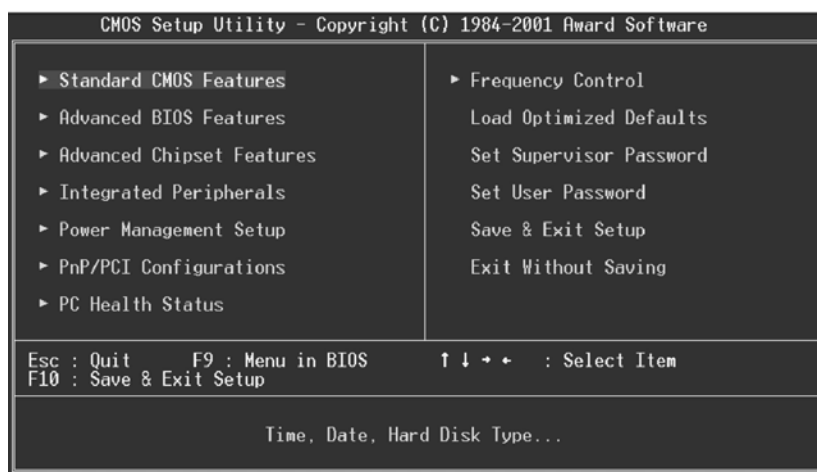 CMOS Setup Utility - Copyright (C) 1984-2001 Award Software
▶ Standard CMOS Features
▶ Advanced BIOS Features
▶ Advanced Chipset Features
▶ Integrated Peripherals
▶ Power Management Setup
▶ PnP/PCI Configurations
▶ PC Health Status
▶ Frequency Control
Load Optimized Defaults
Set Supervisor Password
Set User Password
Save & Exit Setup
Exit Without Saving
Esc : Quit F9 : Menu in BIOS ↑ ↓ → ← : Select Item
F10 : Save & Exit Setup
Time, Date, Hard Disk Type...